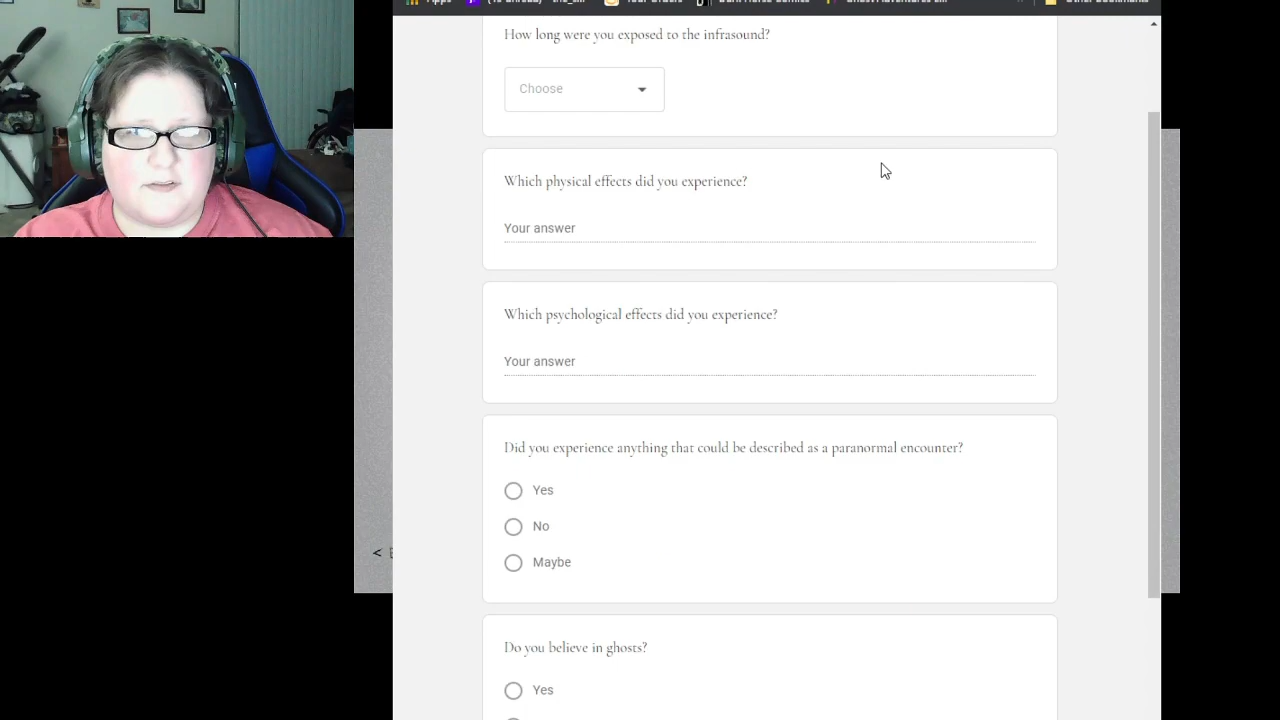 How long were you exposed to the infrasound?
Choose
Which physical effects did you experience?
Your answer
Which psychological effects did you experience?
Your answer
Did you experience anything that could be described as a paranormal encounter?
Yes
No
Maybe
<
Do you believe in ghosts?
Yes